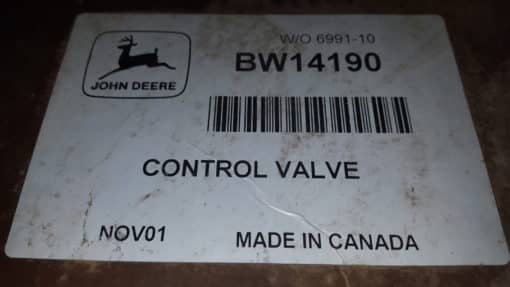 W/O 6991-10
BW14190
JOHN DEERE
CONTROL VALVE
NOV01 MADE IN CANADA